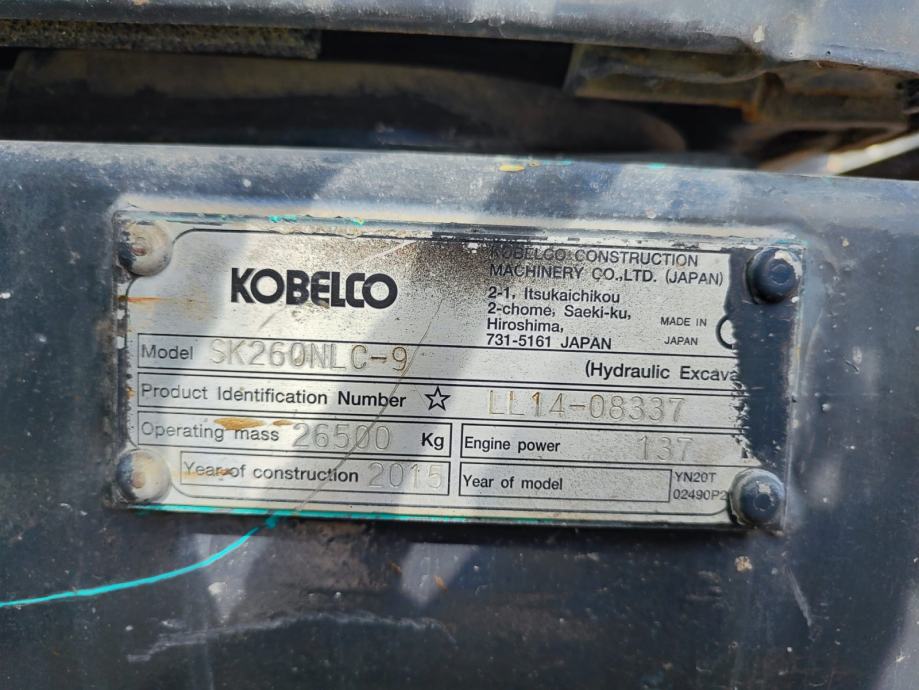 KOBELCO
KOBELCO CONSTRUCTION
MACHINERY CO.,LTD. (JAPAN)
2-1, Itsukaichikou
2-chome, Saeki-ku,
Hiroshima,
731-5161 JAPAN
MADE IN
JAPAN
Model SK260NLC-9
(Hydraulic Excava
Product Identification Number ☆ LL14-08337
Operating mass 26500 Kg
Engine power 137
Year of construction 2015
Year of model
YN20T
02490P2